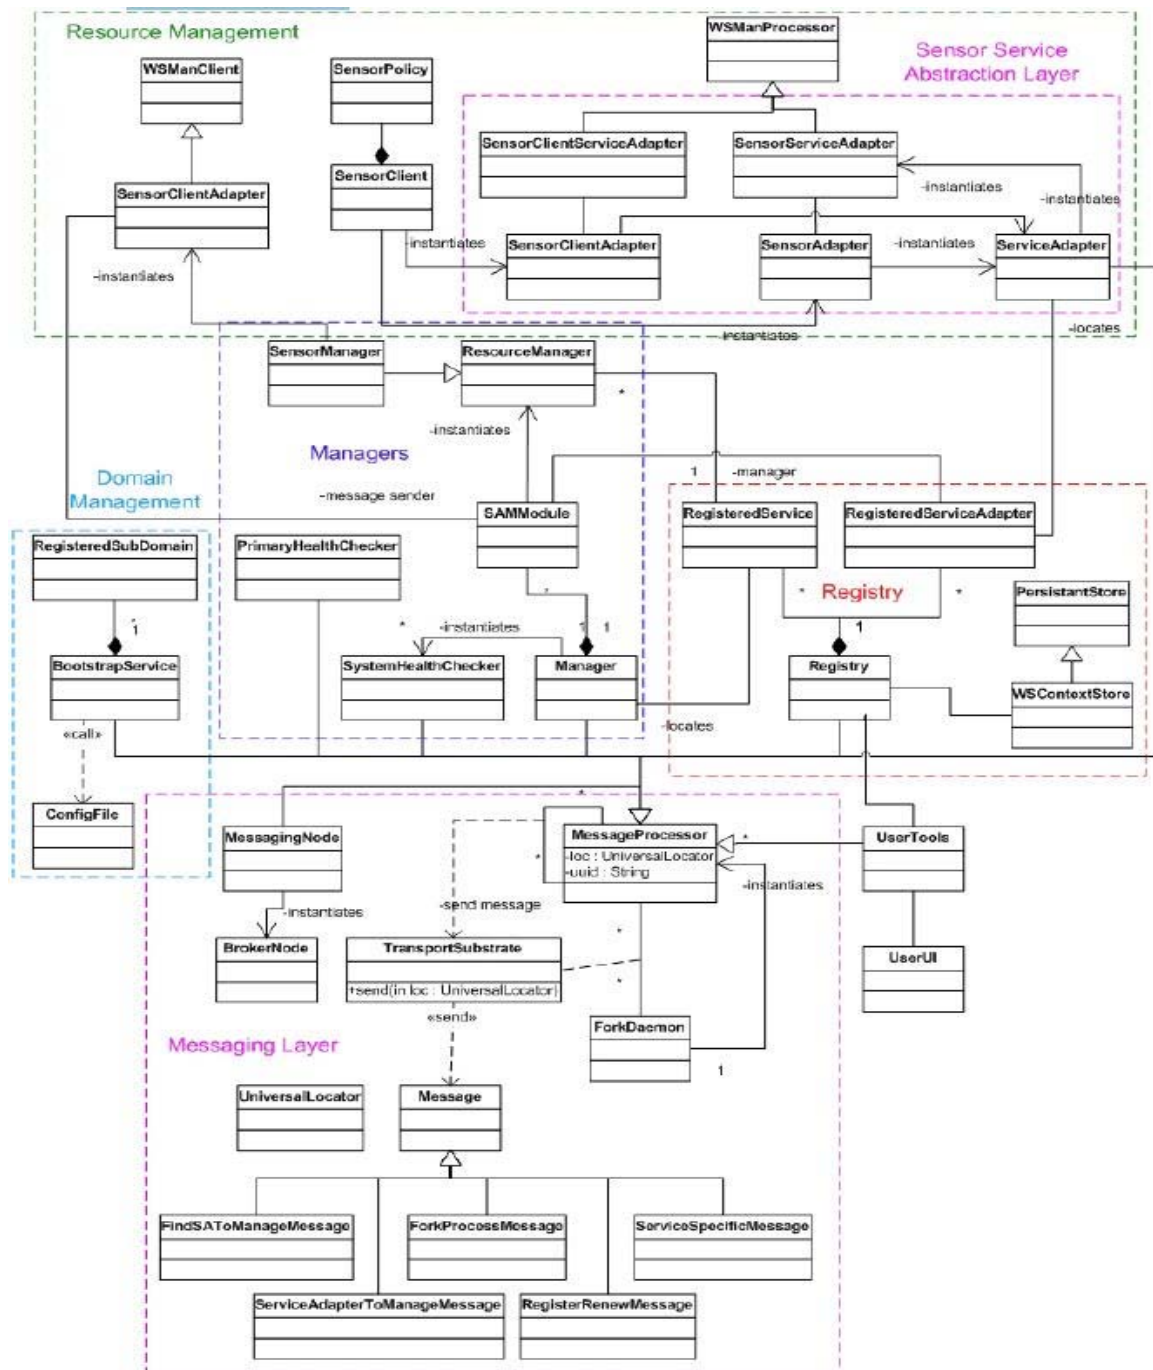 Resource Management
WSManProcessor
Sensor Service
Abstraction Layer
WSManClient
SensorPolicy
SensorClientServiceAdapter
SensorServiceAdapter
SensorClient
SensorClientAdapter
-instantiates
-instantiates
-instantiates
SensorClientAdapter
SensorAdapter
-instantiates
ServiceAdapter
-instantiates
-instantiates
-locates
SensorManager
ResourceManager
*
-instantiates
Managers
Domain
Management
1
-manager
-message sender
SAMModule
RegisteredService
RegisteredServiceAdapter
RegisteredSubDomain
PrimaryHealthChecker
*
*
Registry
*
PersistantStore
*
1
*
-instantiates
1
1
1
BootstrapService
SystemHealthChecker
Manager
Registry
WSContextStore
-locates
«call»
*
ConfigFile
MessagingNode
MessageProcessor
-loc : UniversalLocator
-uuid : String
*
*
UserTools
-instantiates
-send message
-instantiates
*
BrokerNode
TransportSubstrate
+send(in loc : UniversalLocator)
*
UserUI
«send»
ForkDaemon
1
Messaging Layer
UniversalLocator
Message
FindSAToManageMessage
ForkProcessMessage
ServiceSpecificMessage
ServiceAdapterToManageMessage
RegisterRenewMessage